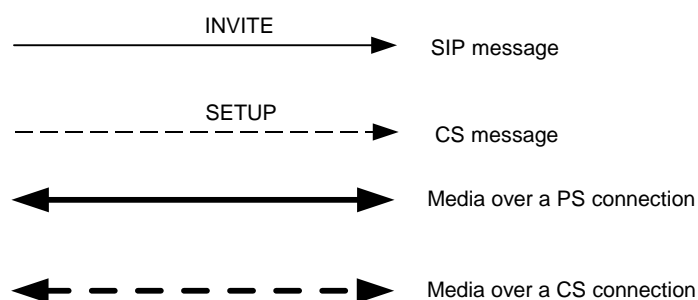 INVITE
SIP message
SETUP
CS message
Media over a PS connection
Media over a CS connection